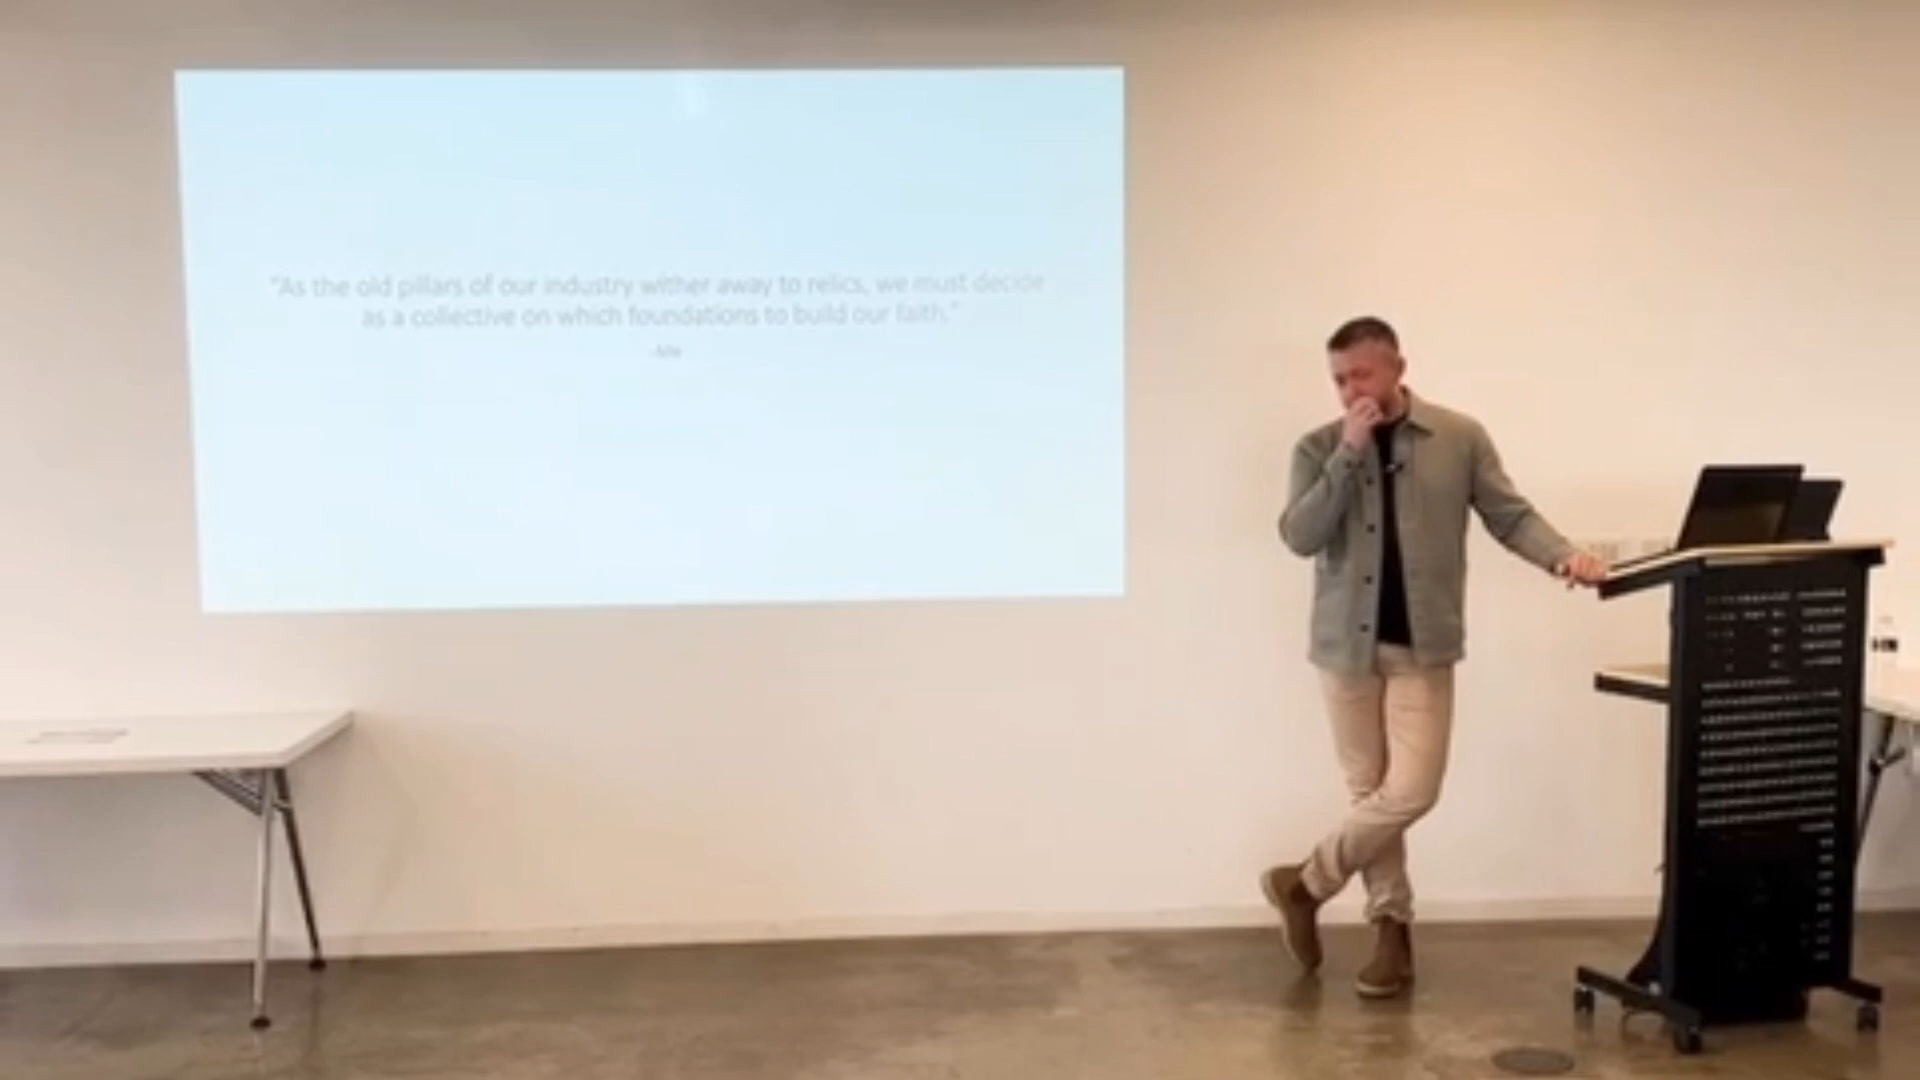 "As the old pillars of our industry wither away to relics, we must decide
as a collective on which foundations to build our faith."
-Me